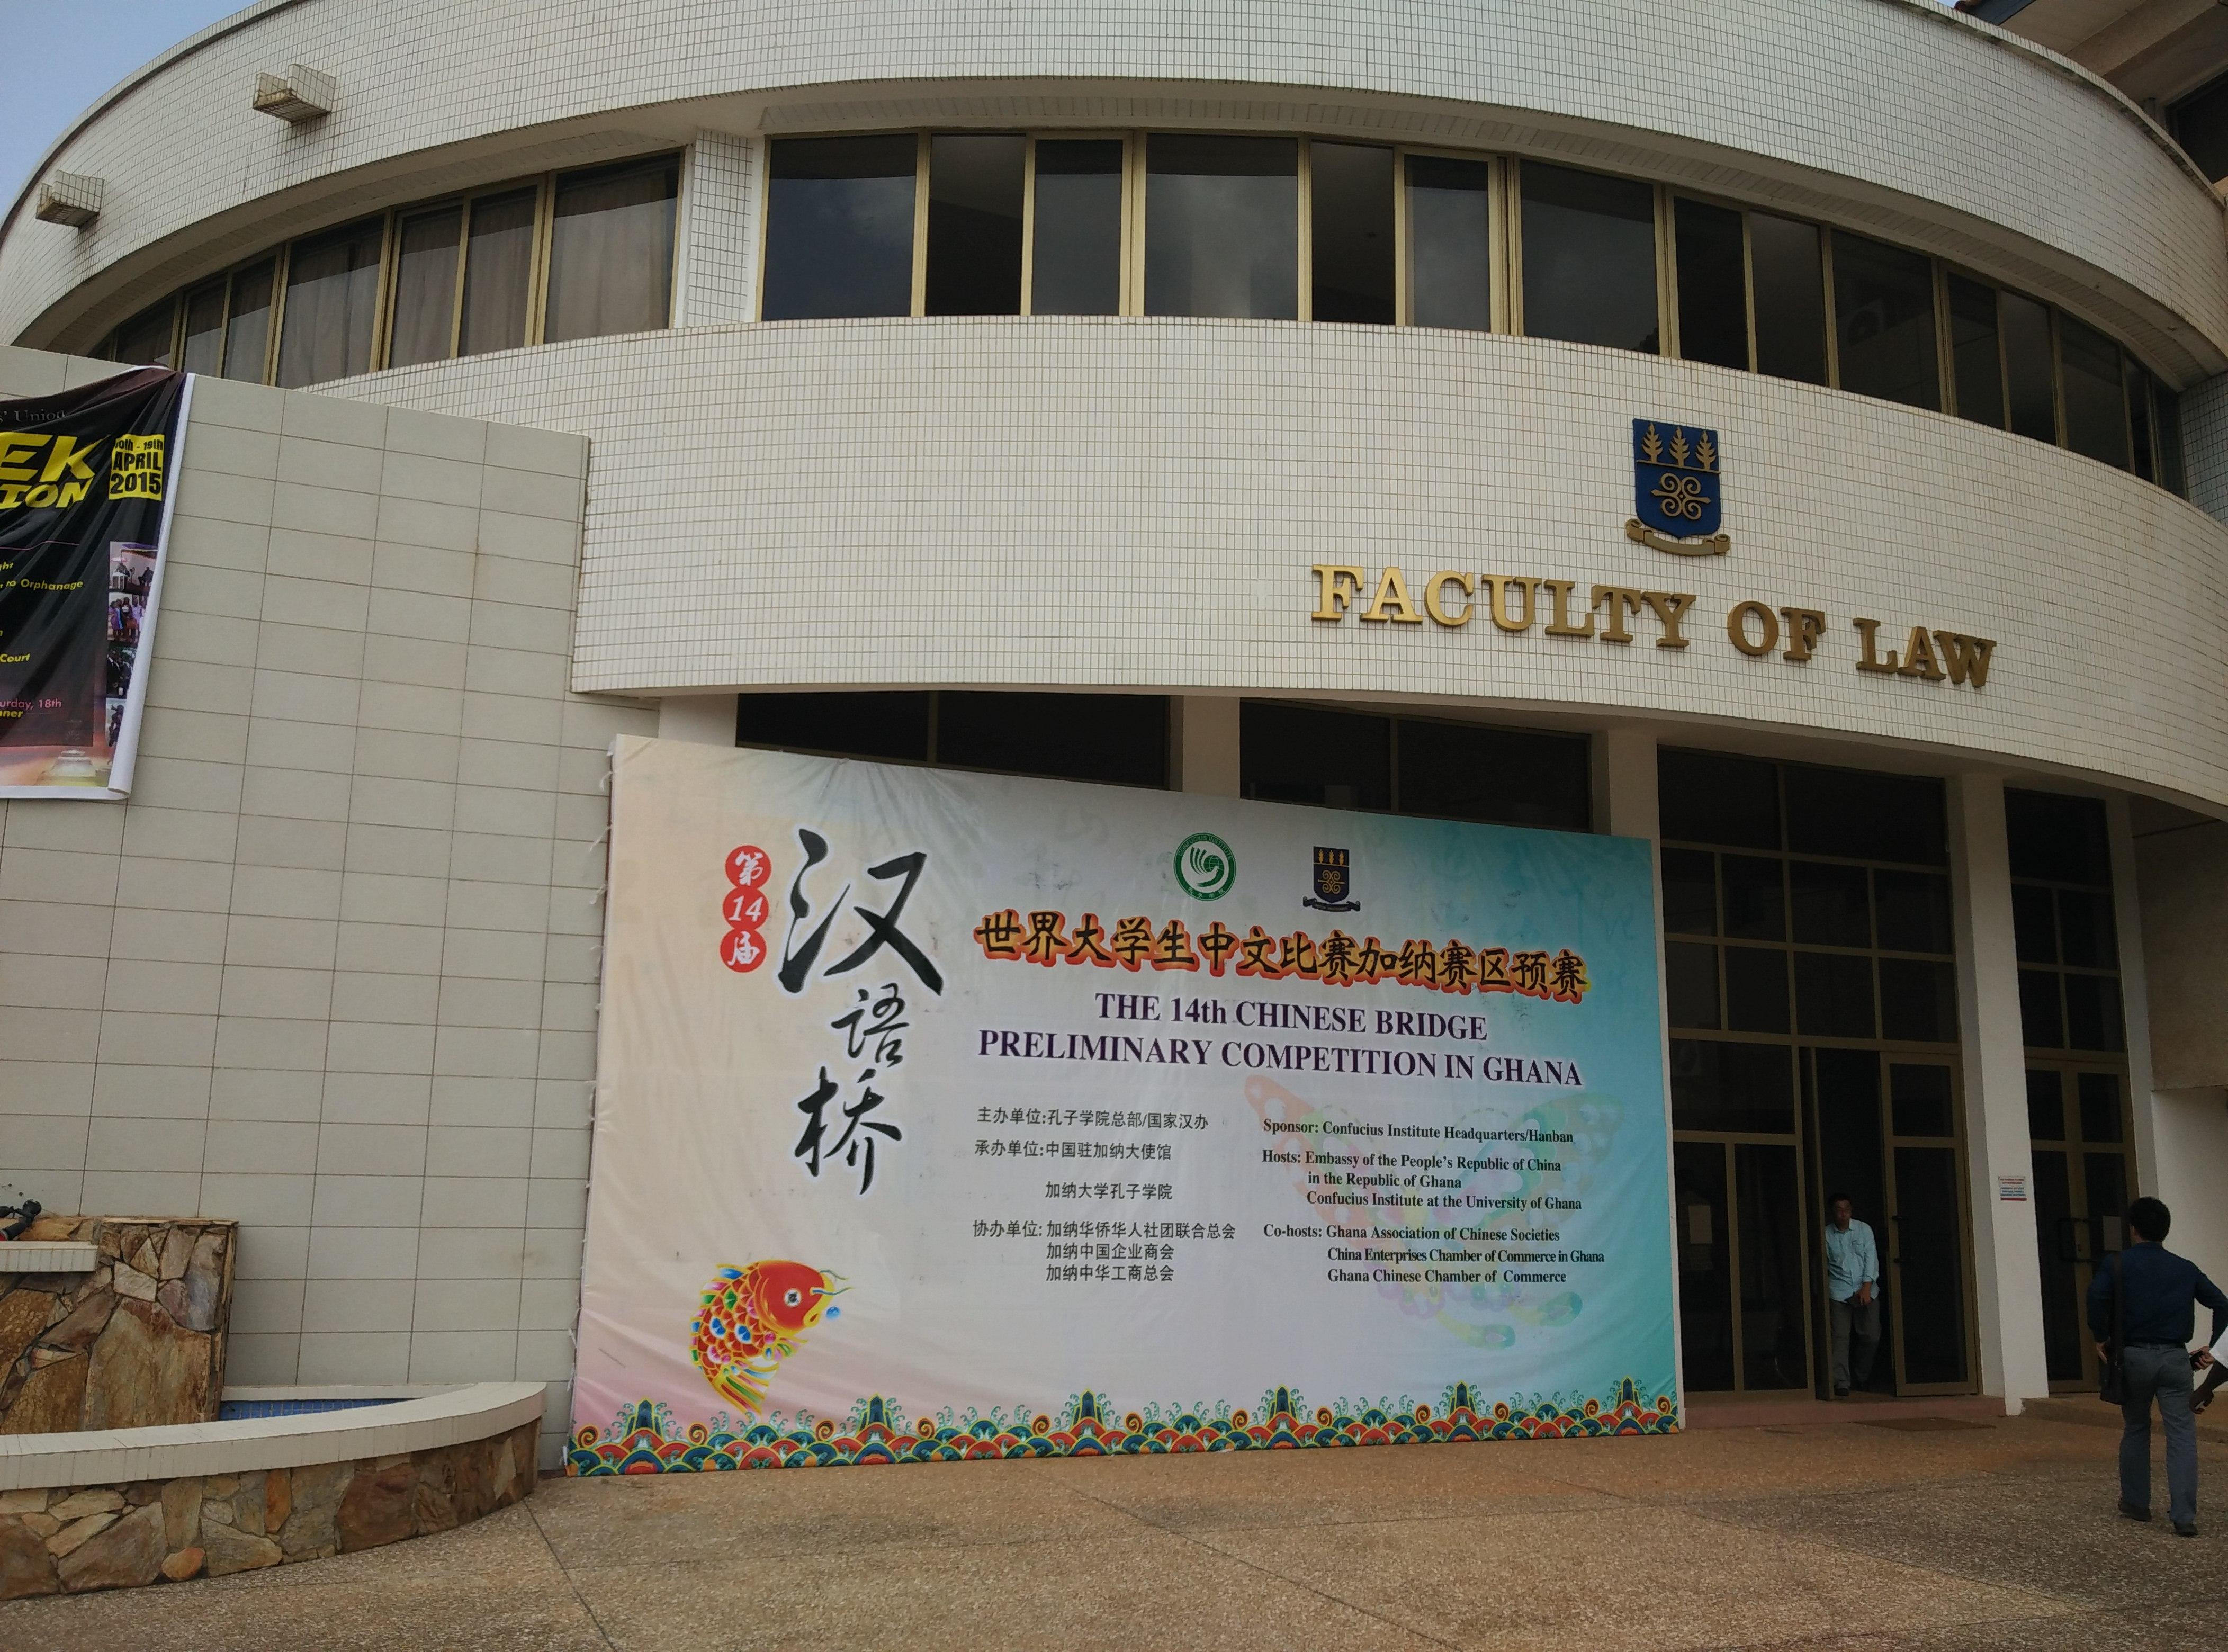 Union
EK
ION
10th - 19th
APRIL
2015
to Orphanage
Court
18th
FACULTY OF LAW
第
14
届
汉
语
桥
世界大学生中文比赛加纳赛区预赛
THE 14th CHINESE BRIDGE
PRELIMINARY COMPETITION IN GHANA
主办单位:孔子学院总部/国家汉办
承办单位:中国驻加纳大使馆
加纳大学孔子学院
协办单位: 加纳华侨华人社团联合总会
加纳中国企业商会
加纳中华工商总会
Sponsor: Confucius Institute Headquarters/Hanban
Hosts: Embassy of the People's Republic of China
in the Republic of Ghana
Confucius Institute at the University of Ghana
Co-hosts: Ghana Association of Chinese Societies
China Enterprises Chamber of Commerce in Ghana
Ghana Chinese Chamber of Commerce